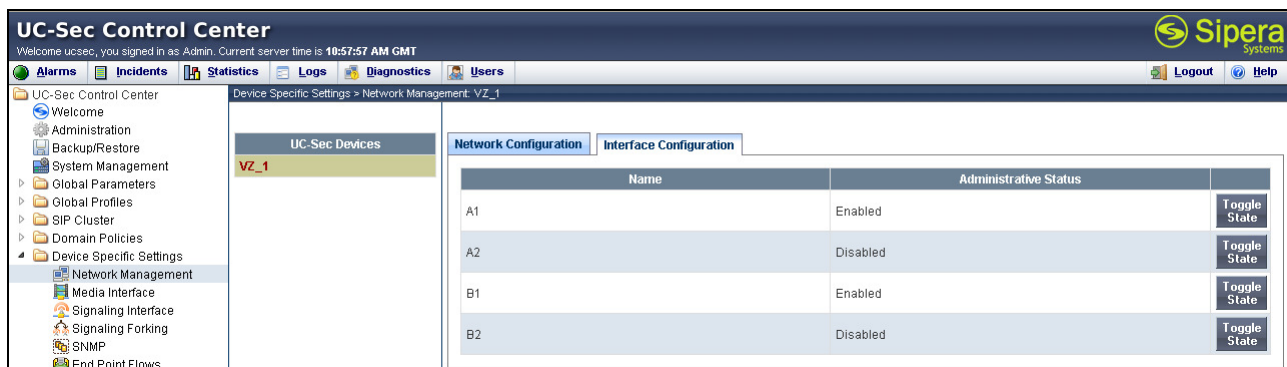 UC-Sec Control Center
Welcome ucsec, you signed in as Admin. Current server time is 10:57:57 AM GMT
Sipera
Systems
Alarms Incidents Statistics Logs Diagnostics Users Logout Help
UC-Sec Control Center
Welcome
Administration
Backup/Restore
System Management
Global Parameters
Global Profiles
SIP Cluster
Domain Policies
Device Specific Settings
Network Management
Media Interface
Signaling Interface
Signaling Forking
SNMP
End Point Flows
Device Specific Settings > Network Management: VZ_1
UC-Sec Devices
VZ_1
Network Configuration Interface Configuration
Name Administrative Status
A1 Enabled Toggle State
A2 Disabled Toggle State
B1 Enabled Toggle State
B2 Disabled Toggle State